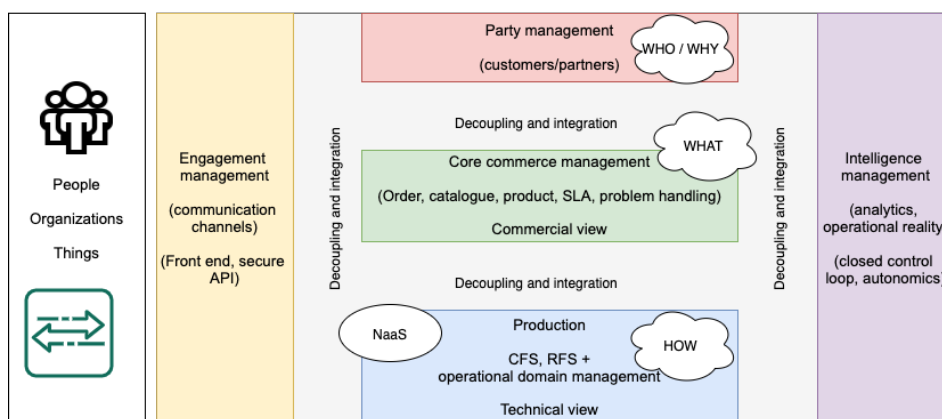 People
Organizations
Things
Engagement
management
(communication
channels)
(Front end, secure
API)
Decoupling and integration
Party management
(customers/partners)
WHO / WHY
Decoupling and integration
WHAT
Core commerce management
(Order, catalogue, product, SLA, problem handling)
Commercial view
Decoupling and integration
NaaS
Production
CFS, RFS +
operational domain management
HOW
Technical view
Decoupling and integration
Intelligence
management
(analytics,
operational reality)
(closed control
loop, autonomics)